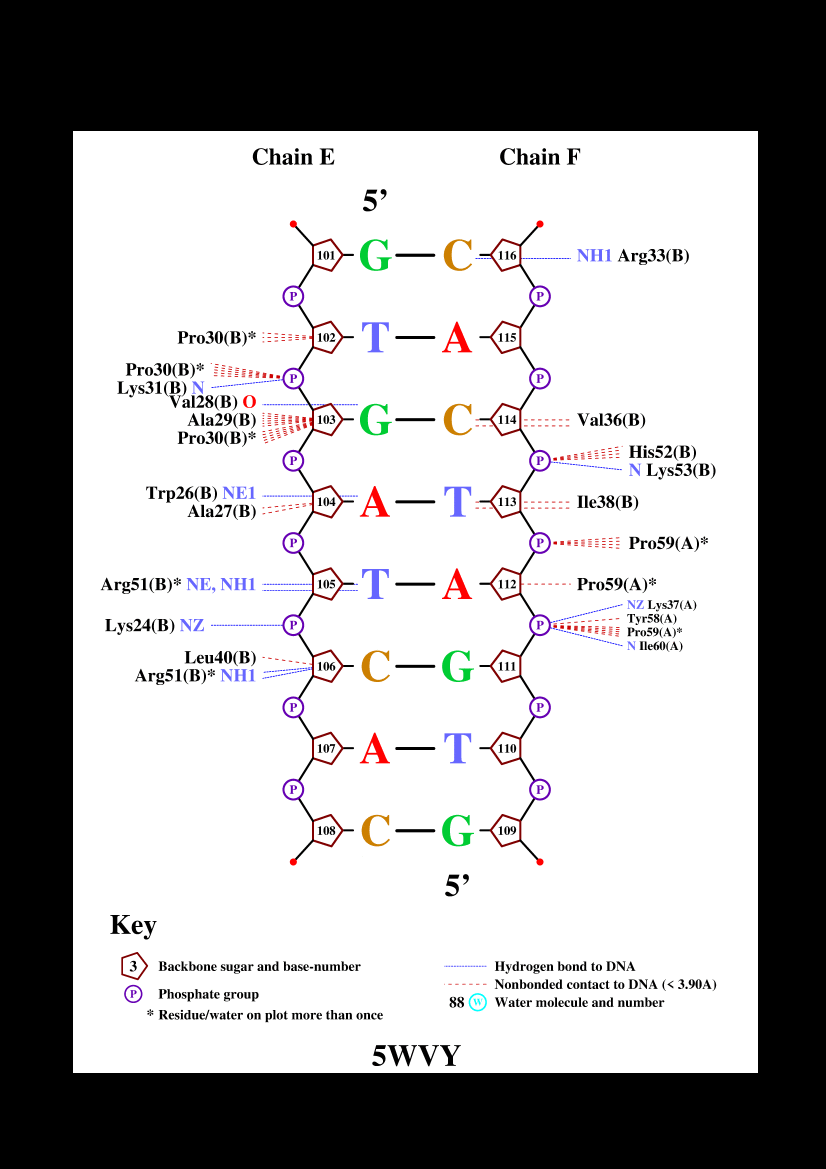 Chain E Chain F
5’
101 G C 116 NH1 Arg33(B)
P P
Pro30(B)* 102 T A 115
Pro30(B)* P P
Lys31(B) N
Val28(B) O
Ala29(B) 103 G C 114 Val36(B)
Pro30(B)*
P P His52(B)
N Lys53(B)
Trp26(B) NE1 104 A T 113 Ile38(B)
Ala27(B)
P P Pro59(A)*
Arg51(B)* NE, NH1 105 T A 112 Pro59(A)*
NZ Lys37(A)
Tyr58(A)
Lys24(B) NZ P P
Pro59(A)*
N Ile60(A)
Leu40(B)
106 C G 111
Arg51(B)* NH1
P P
107 A T 110
P P
108 C G 109
5’
Key
3 Backbone sugar and base-number
P Phosphate group
* Residue/water on plot more than once
Hydrogen bond to DNA
Nonbonded contact to DNA (< 3.90A)
88 W Water molecule and number
5WVY